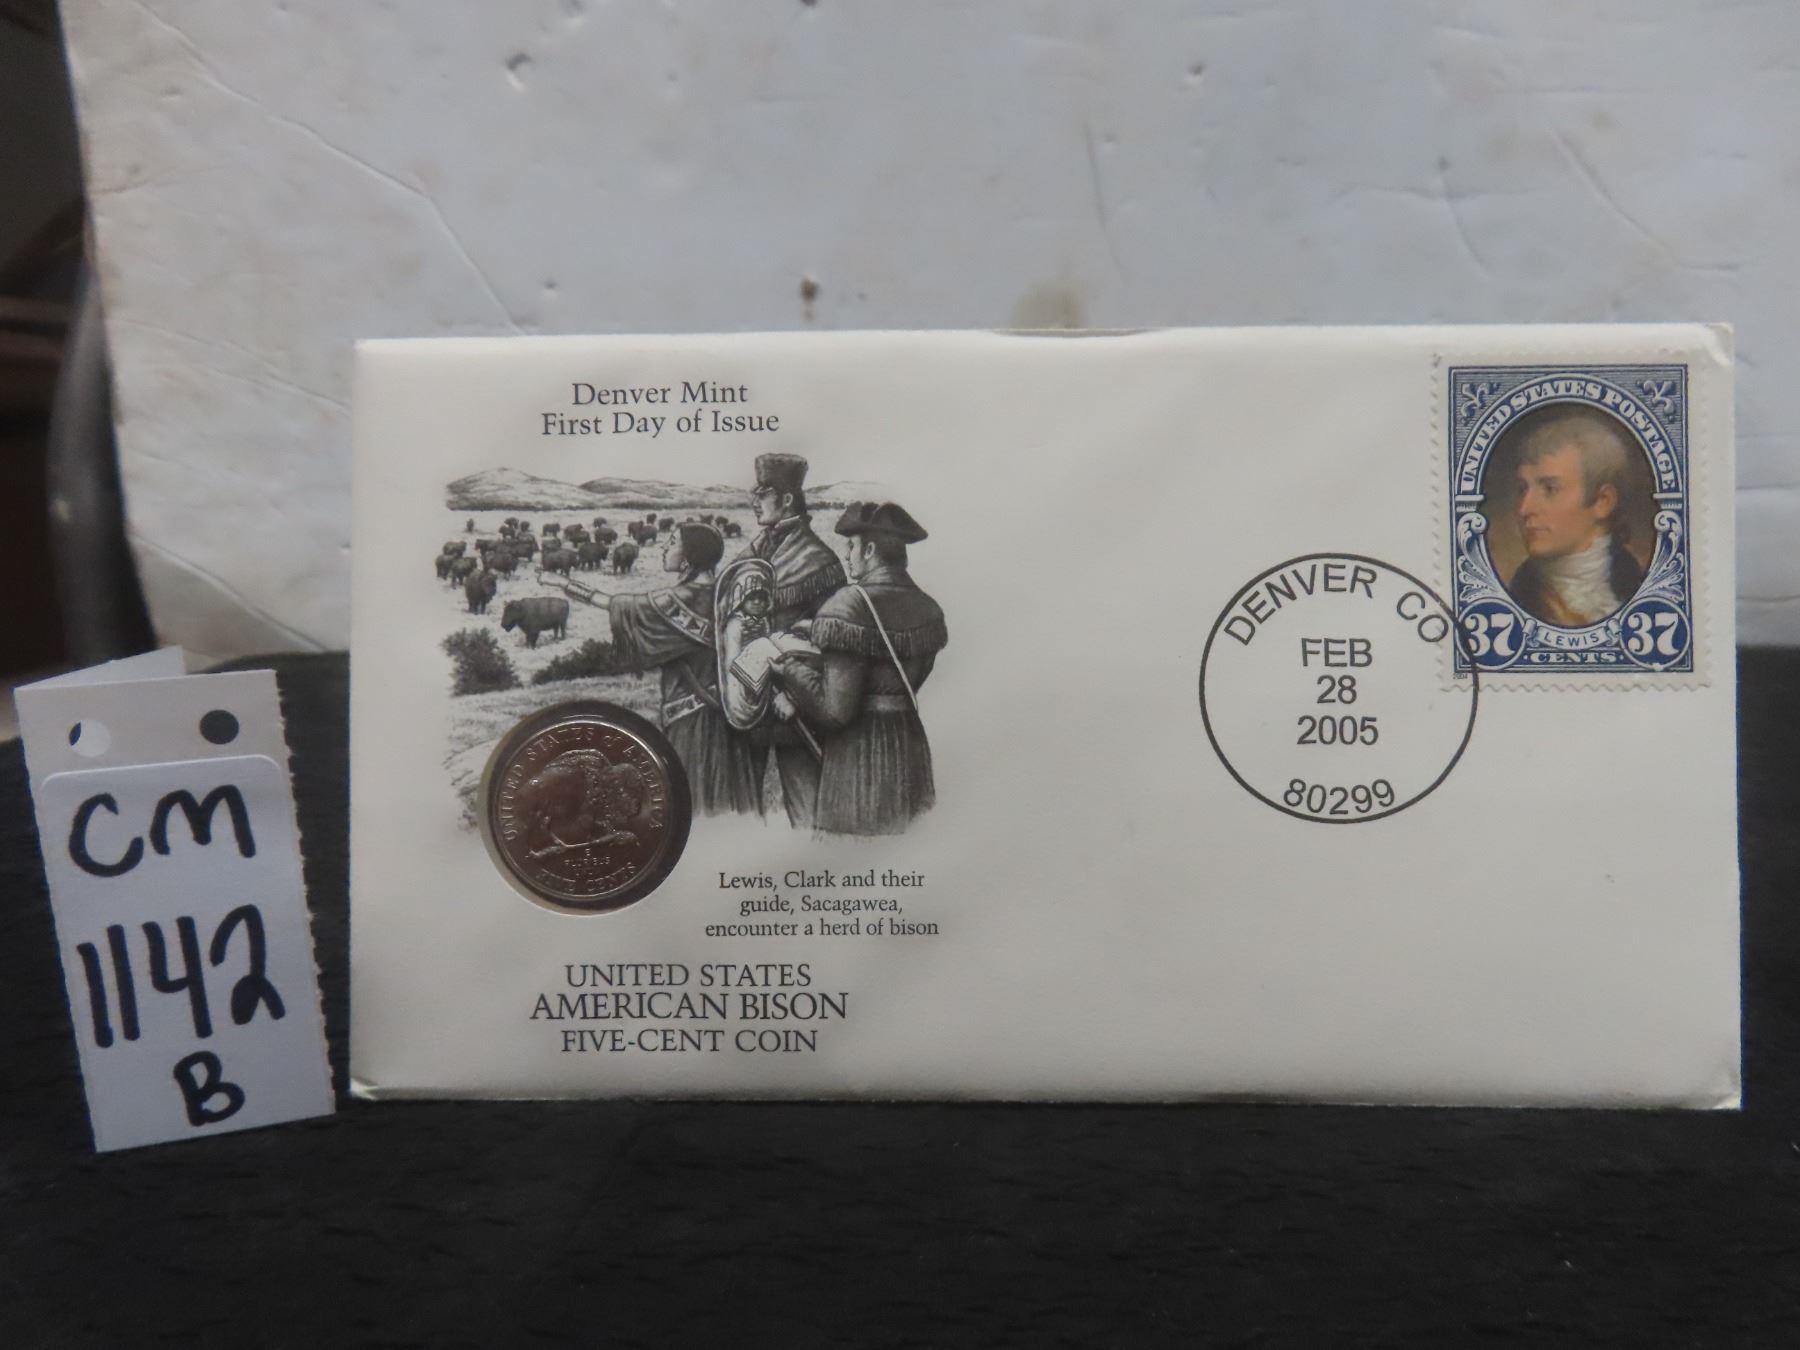 CM
1142
B
Denver Mint
First Day of Issue
UNITED STATES of AMERICA
E
PLURIBUS
FIVE CENTS
Lewis, Clark and their
guide, Sacagawea,
encounter a herd of bison
UNITED STATES
AMERICAN BISON
FIVE-CENT COIN
DENVER CO
FEB
28
2005
80299
UNITED STATES POSTAGE
37 LEWIS 37
CENTS
2004